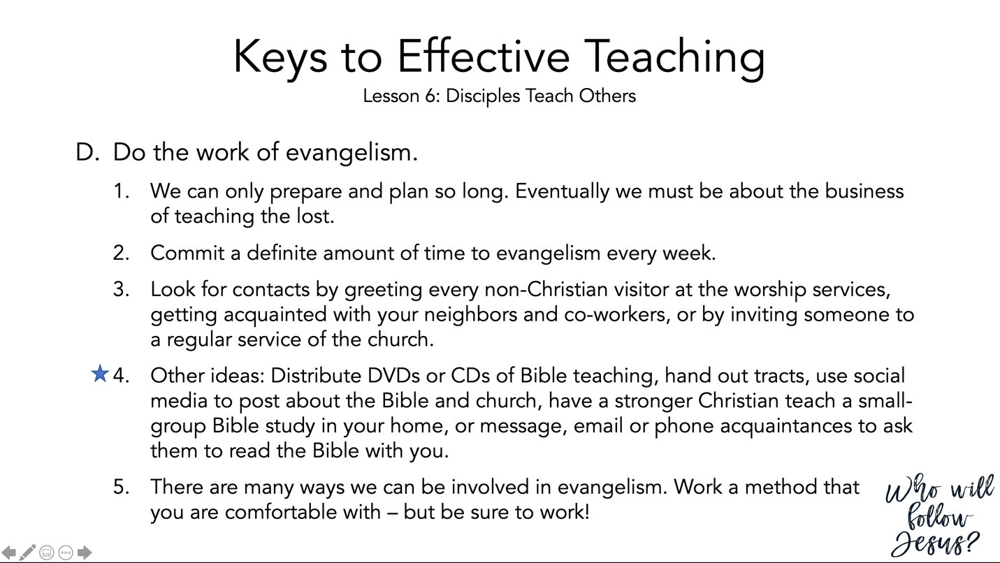 Keys to Effective Teaching
Lesson 6: Disciples Teach Others
D. Do the work of evangelism.
1. We can only prepare and plan so long. Eventually we must be about the business
of teaching the lost.
2. Commit a definite amount of time to evangelism every week.
3. Look for contacts by greeting every non-Christian visitor at the worship services,
getting acquainted with your neighbors and co-workers, or by inviting someone to
a regular service of the church.
4. Other ideas: Distribute DVDs or CDs of Bible teaching, hand out tracts, use social
media to post about the Bible and church, have a stronger Christian teach a small-
group Bible study in your home, or message, email or phone acquaintances to ask
them to read the Bible with you.
5. There are many ways we can be involved in evangelism. Work a method that
you are comfortable with – but be sure to work!
Who will
follow
Jesus?